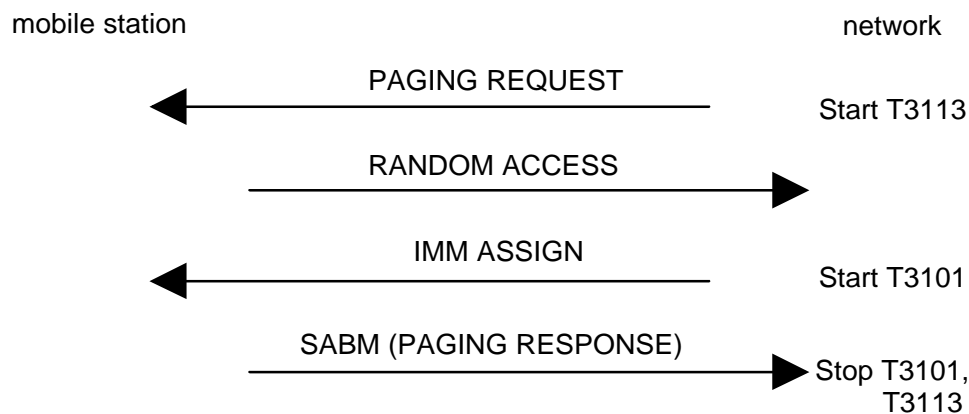 mobile station
network
PAGING REQUEST
Start T3113
RANDOM ACCESS
IMM ASSIGN
Start T3101
SABM (PAGING RESPONSE)
Stop T3101,
T3113